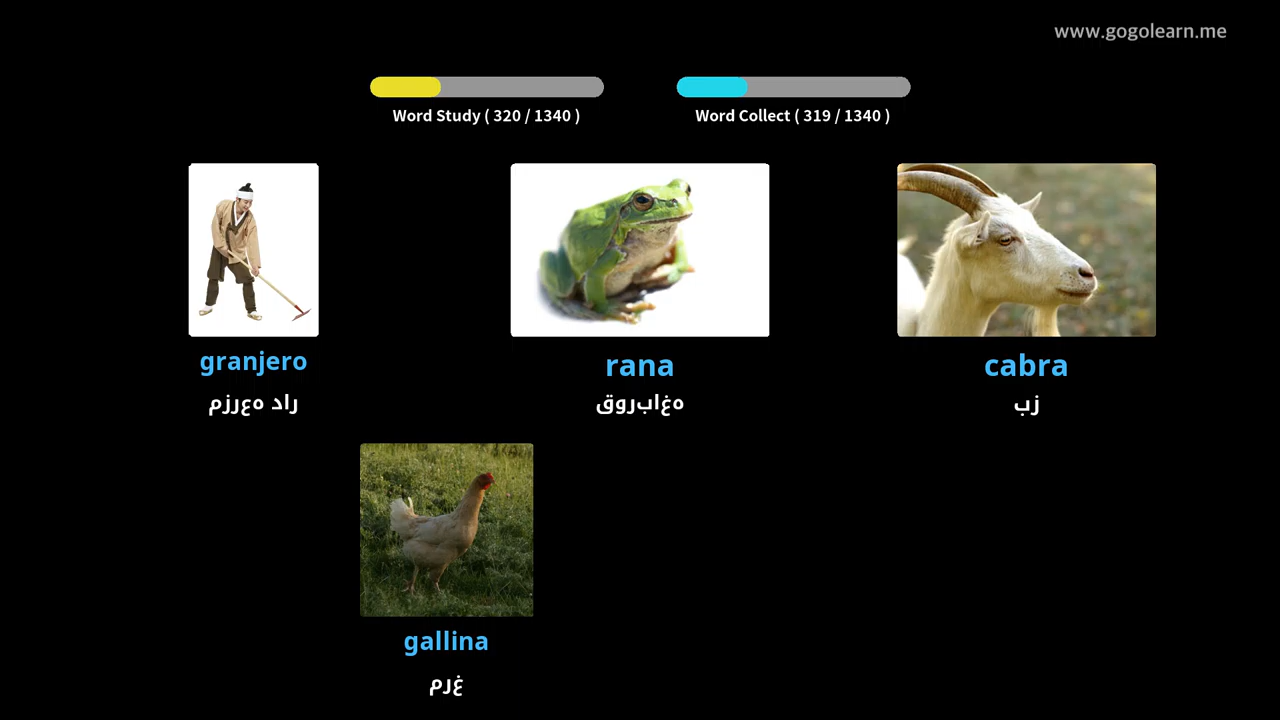 www.gogolearn.me
Word Study ( 320 / 1340 )
Word Collect ( 319 / 1340 )
granjero
راد هعرزم
rana
هغابروق
cabra
زب
gallina
غرم